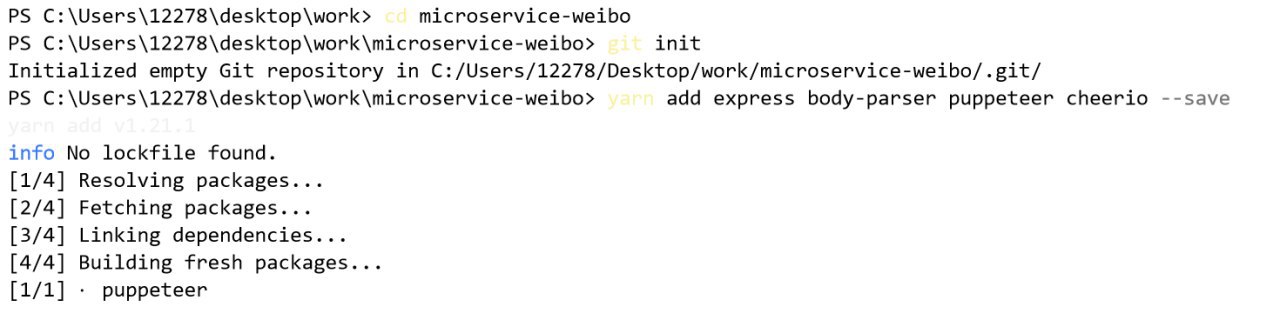 PS C:\Users\12278\desktop\work> cd microservice-weibo
PS C:\Users\12278\desktop\work\microservice-weibo> git init
Initialized empty Git repository in C:/Users/12278/Desktop/work/microservice-weibo/.git/
PS C:\Users\12278\desktop\work\microservice-weibo> yarn add express body-parser puppeteer cheerio --save
yarn add v1.21.1
info No lockfile found.
[1/4] Resolving packages...
[2/4] Fetching packages...
[3/4] Linking dependencies...
[4/4] Building fresh packages...
[1/1] · puppeteer